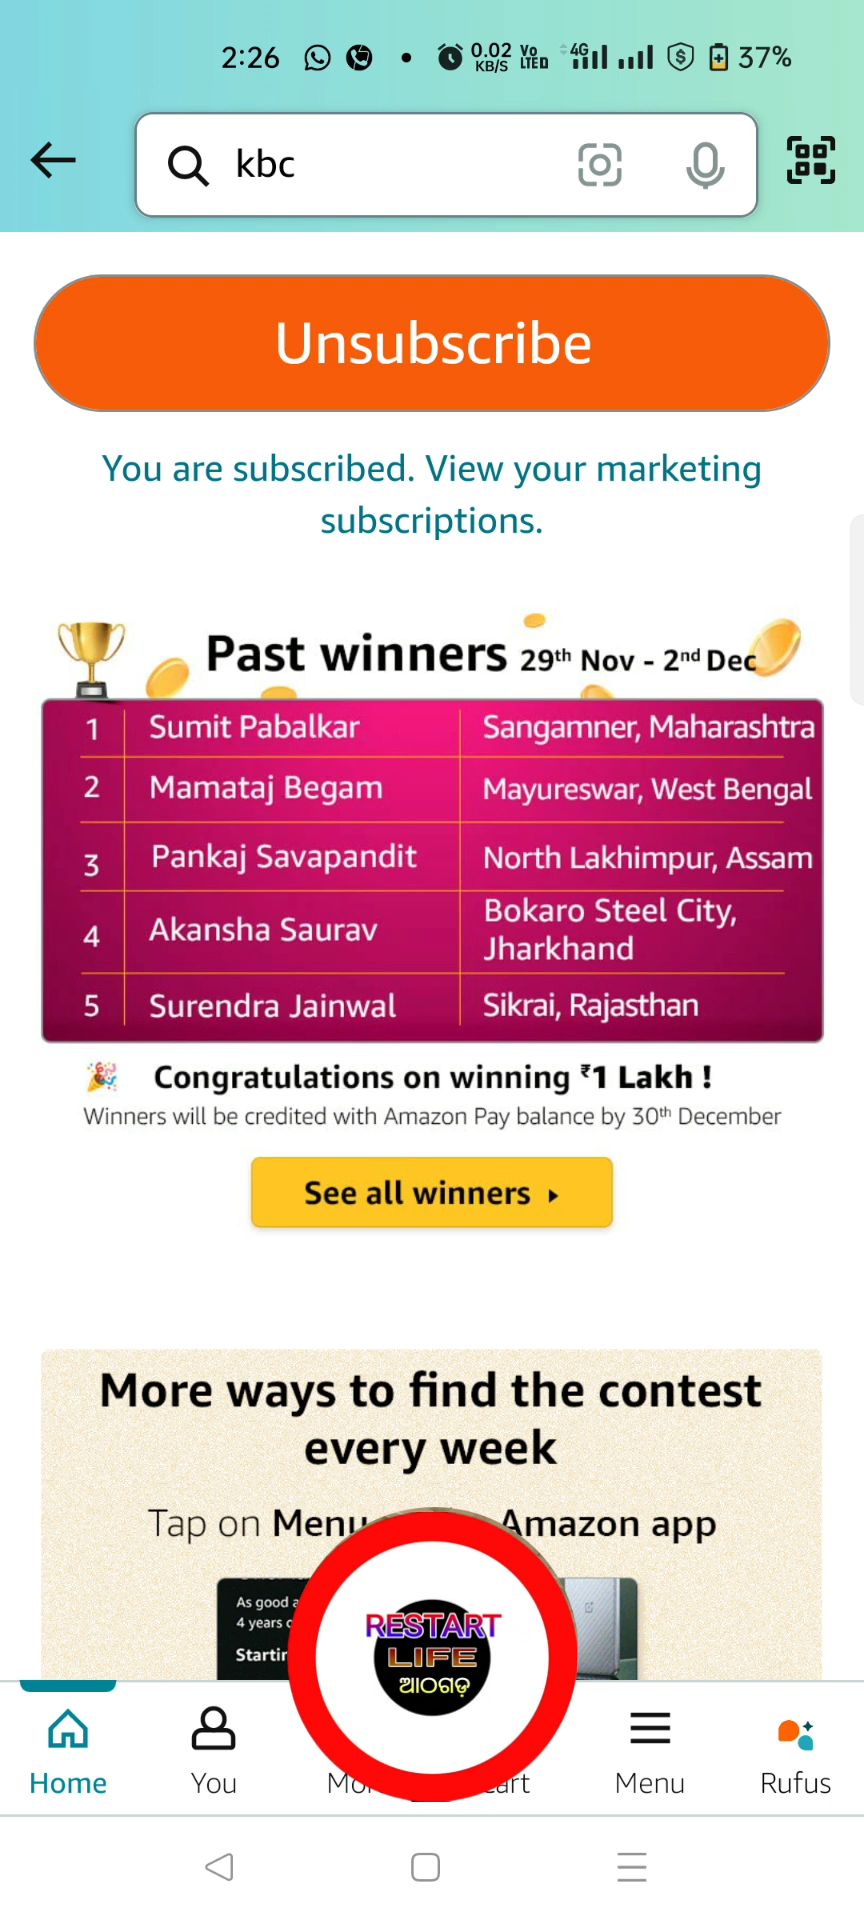 2:26 0.02 KB/S Vo LTED 4G 37%
kbc
Unsubscribe
You are subscribed. View your marketing
subscriptions.
Past winners 29th Nov - 2nd Dec
1 Sumit Pabalkar Sangamner, Maharashtra
2 Mamataj Begam Mayureswar, West Bengal
3 Pankaj Savapandit North Lakhimpur, Assam
4 Akansha Saurav Bokaro Steel City,
Jharkhand
5 Surendra Jainwal Sikrai, Rajasthan
Congratulations on winning ₹1 Lakh !
Winners will be credited with Amazon Pay balance by 30th December
See all winners
More ways to find the contest
every week
Tap on Menu Amazon app
As good a
4 years
Startin
RESTART
LIFE
ଆଠଗଡ଼
Home You Mo art Menu Rufus